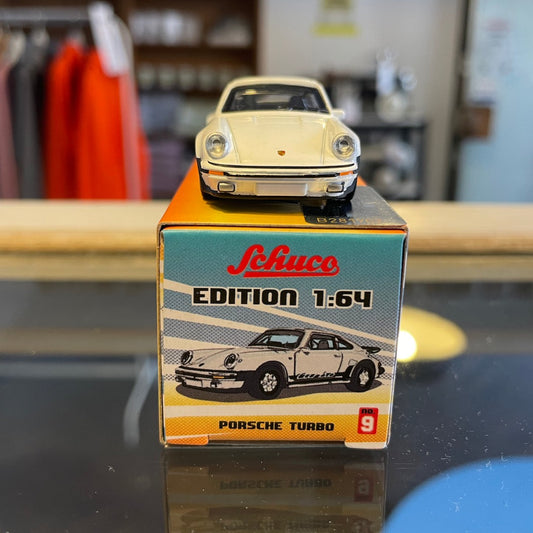 Schuco
EDITION 1:64
PORSCHE TURBO
no.
9